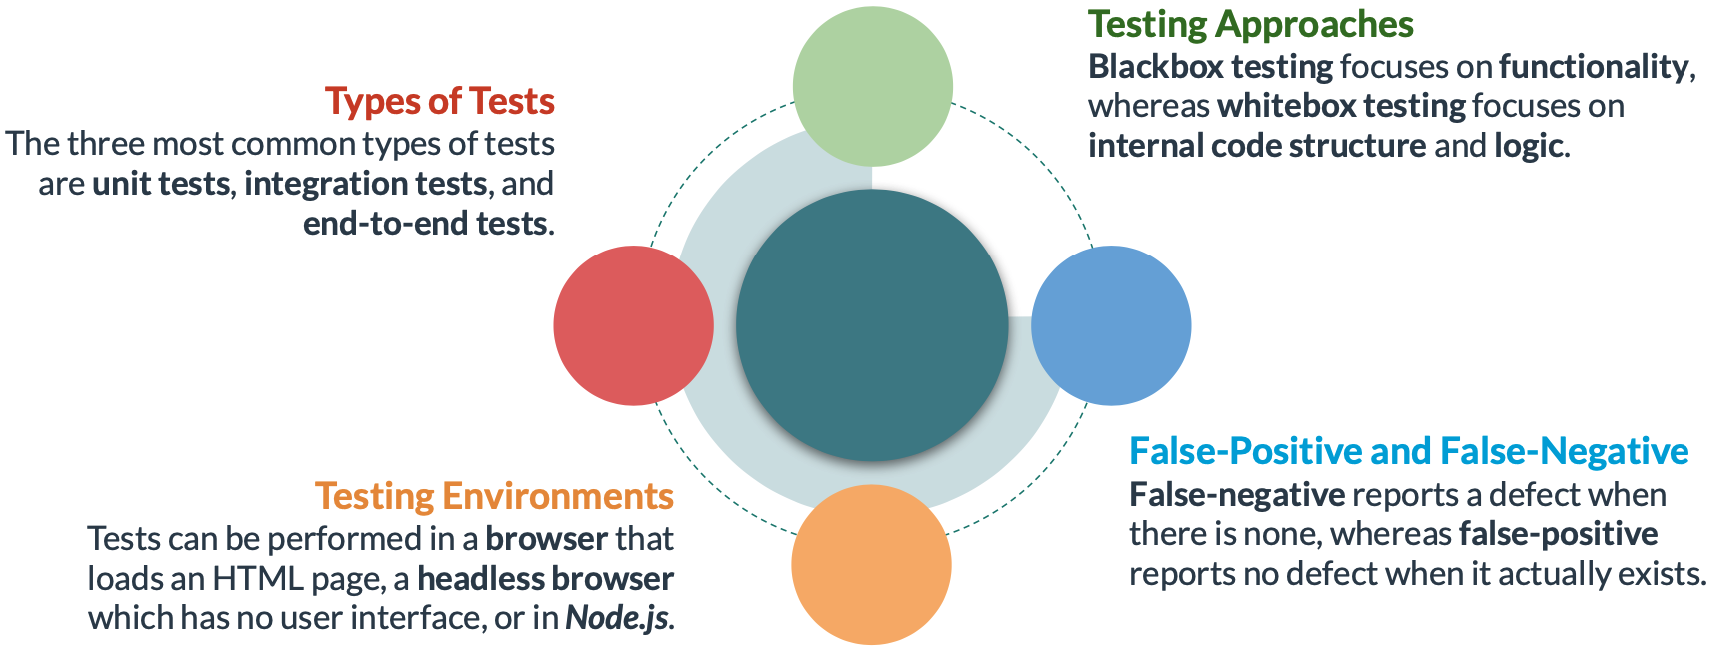 Testing Approaches
Blackbox testing focuses on functionality,
whereas whitebox testing focuses on
internal code structure and logic.
Types of Tests
The three most common types of tests
are unit tests, integration tests, and
end-to-end tests.
False-Positive and False-Negative
False-negative reports a defect when
there is none, whereas false-positive
reports no defect when it actually exists.
Testing Environments
Tests can be performed in a browser that
loads an HTML page, a headless browser
which has no user interface, or in Node.js.